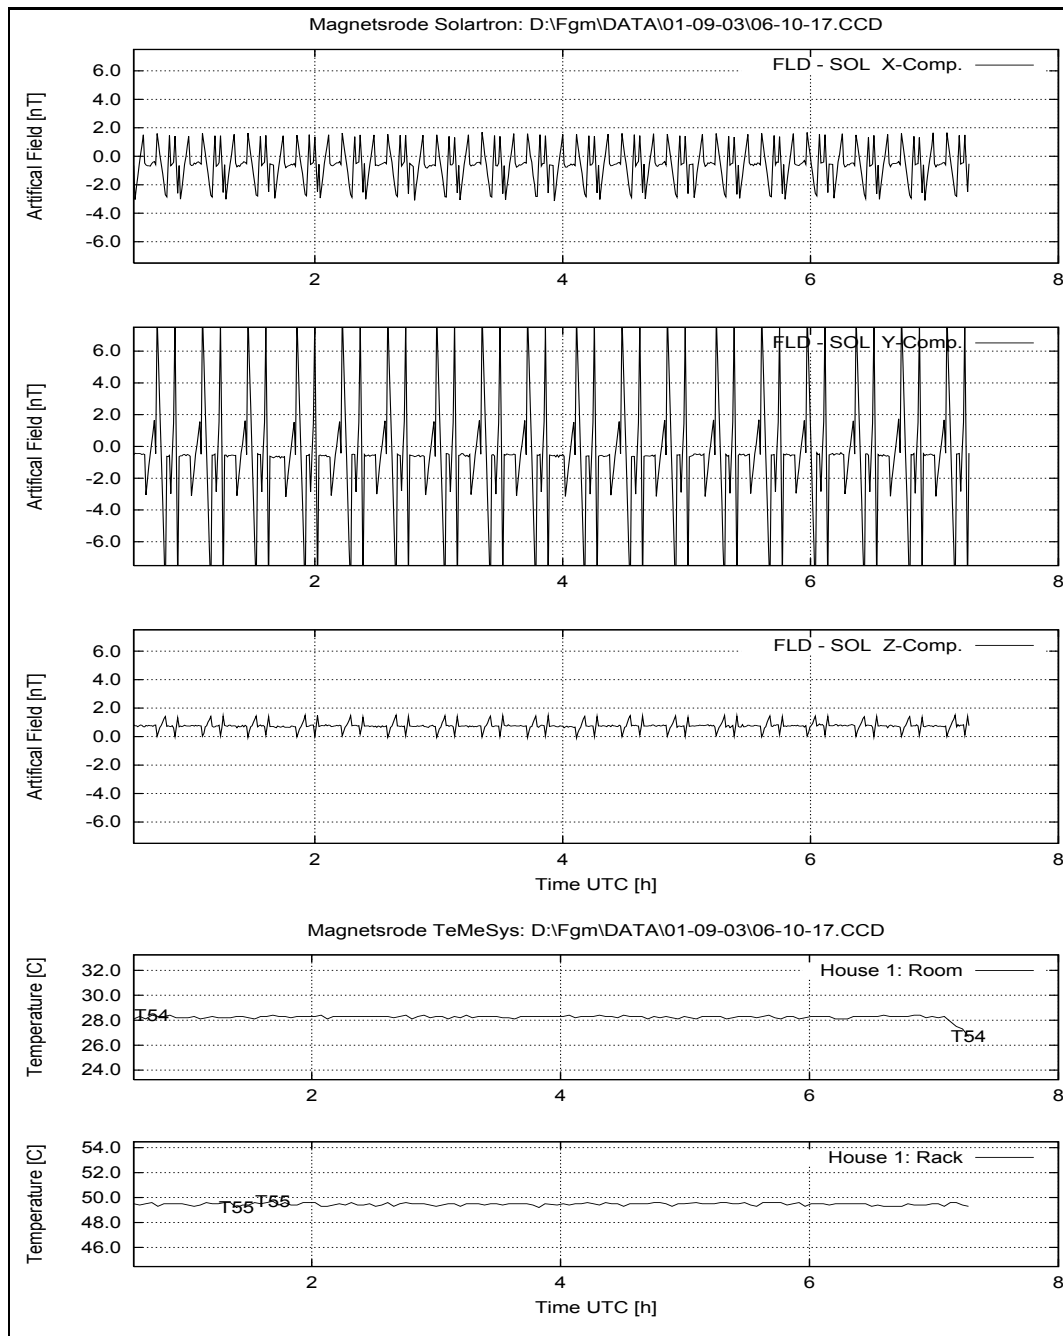 Magnetsrode Solartron: D:\Fgm\DATA\01-09-03\06-10-17.CCD
FLD - SOL X-Comp.
Artifical Field [nT]
6.0
4.0
2.0
0.0
-2.0
-4.0
-6.0
2
4
6
8
FLD - SOL Y-Comp.
Artifical Field [nT]
6.0
4.0
2.0
0.0
-2.0
-4.0
-6.0
2
4
6
8
FLD - SOL Z-Comp.
Artifical Field [nT]
6.0
4.0
2.0
0.0
-2.0
-4.0
-6.0
2
4
6
8
Time UTC [h]
Magnetsrode TeMeSys: D:\Fgm\DATA\01-09-03\06-10-17.CCD
House 1: Room
Temperature [C]
32.0
30.0
28.0
26.0
24.0
T54
T54
2
4
6
8
House 1: Rack
Temperature [C]
54.0
52.0
50.0
48.0
46.0
T55
T55
2
4
6
8
Time UTC [h]